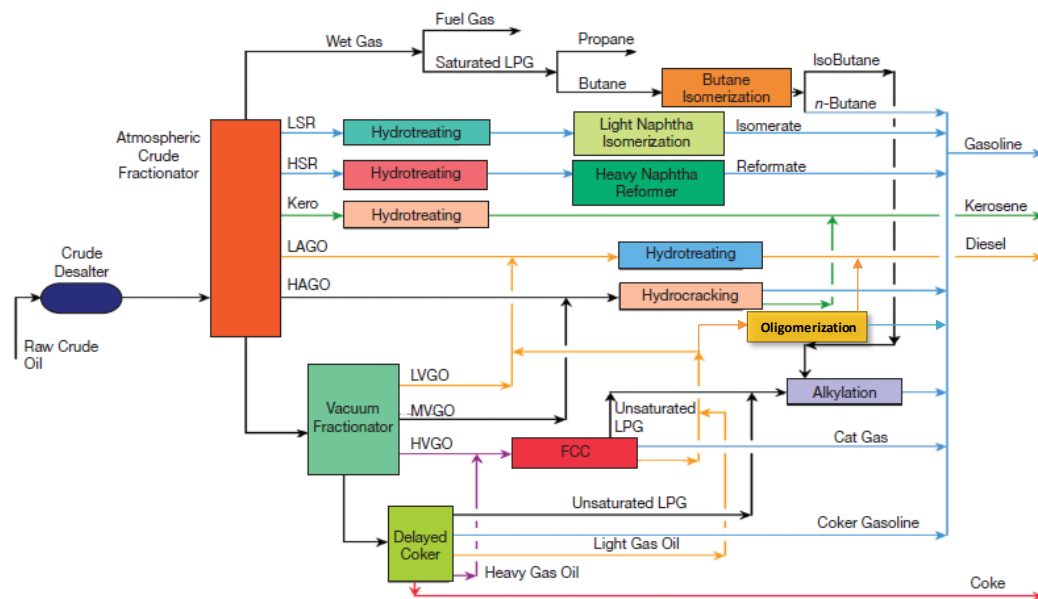 Fuel Gas
Wet Gas
Saturated LPG
Propane
Butane
Butane
Isomerization
IsoButane
n-Butane
Atmospheric
Crude
Fractionator
LSR
Hydrotreating
Light Naphtha
Isomerization
Isomerate
Gasoline
HSR
Hydrotreating
Heavy Naphtha
Reformer
Reformate
Kero
Hydrotreating
Kerosene
LAGO
Hydrotreating
Diesel
Crude
Desalter
HAGO
Hydrocracking
Oligomerization
Raw Crude
Oil
Vacuum
Fractionator
LVGO
MVGO
HVGO
Unsaturated
LPG
Alkylation
FCC
Cat Gas
Unsaturated LPG
Delayed
Coker
Coker Gasoline
Light Gas Oil
Heavy Gas Oil
Coke